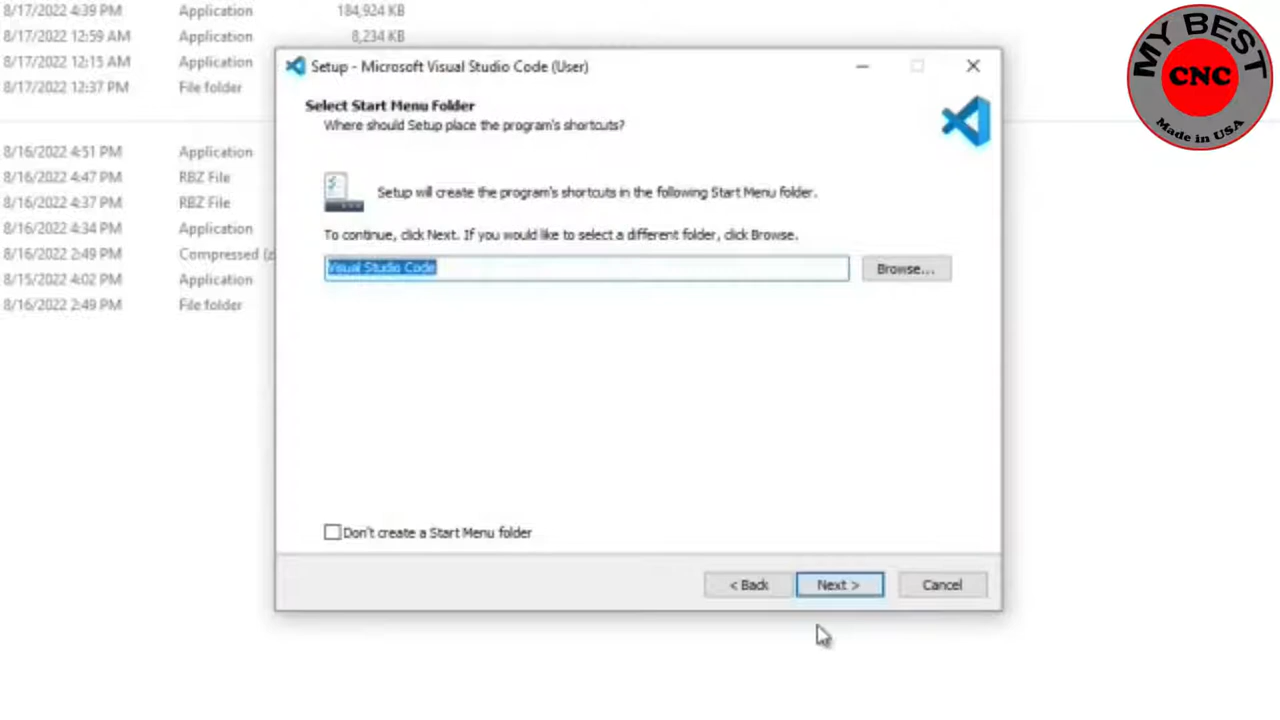 8/17/2022 4:39 PM Application 184,924 KB
8/17/2022 12:59 AM Application 8,234 KB
8/17/2022 12:15 AM Application
8/17/2022 12:37 PM File folder
8/16/2022 4:51 PM Application
8/16/2022 4:47 PM RBZ File
8/16/2022 4:37 PM RBZ File
8/16/2022 4:34 PM Application
8/16/2022 2:49 PM Compressed (z
8/15/2022 4:02 PM Application
8/16/2022 2:49 PM File folder
Setup - Microsoft Visual Studio Code (User)
Select Start Menu Folder
Where should Setup place the program's shortcuts?
Setup will create the program's shortcuts in the following Start Menu folder.
To continue, click Next. If you would like to select a different folder, click Browse.
Visual Studio Code
Browse...
Don't create a Start Menu folder
< Back
Next >
Cancel
MY BEST
CNC
Made in USA